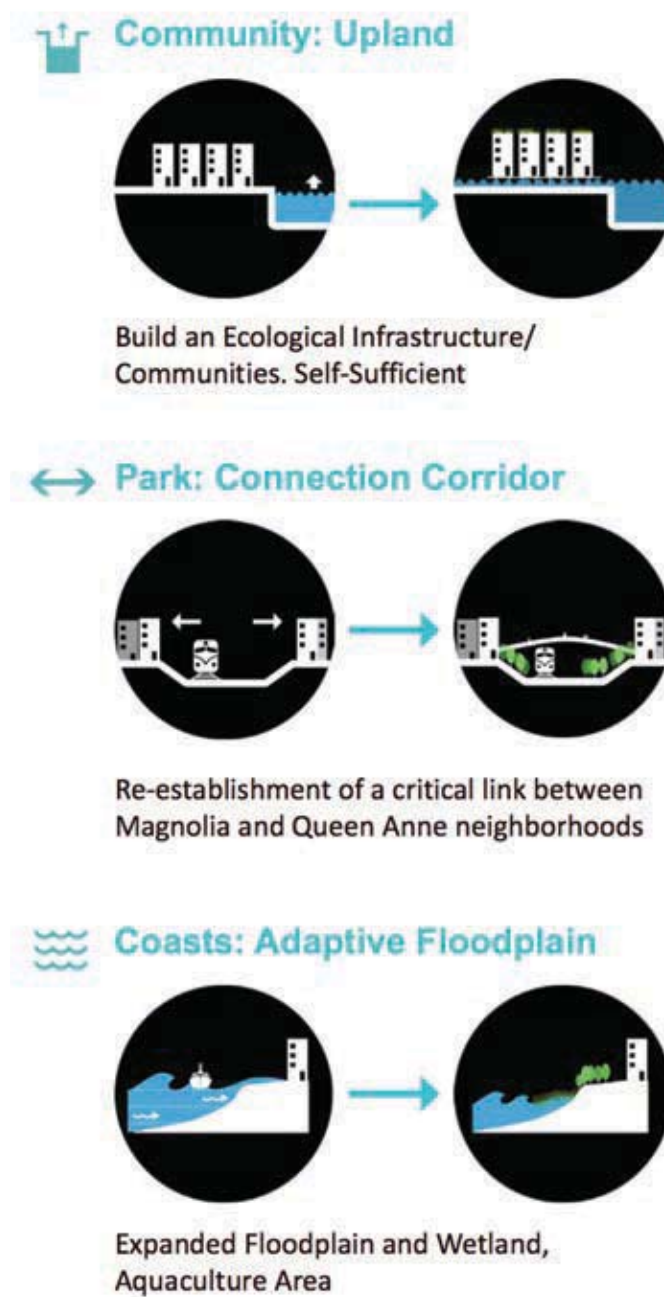 Community: Upland
Build an Ecological Infrastructure/
Communities. Self-Sufficient
Park: Connection Corridor
Re-establishment of a critical link between
Magnolia and Queen Anne neighborhoods
Coasts: Adaptive Floodplain
Expanded Floodplain and Wetland,
Aquaculture Area